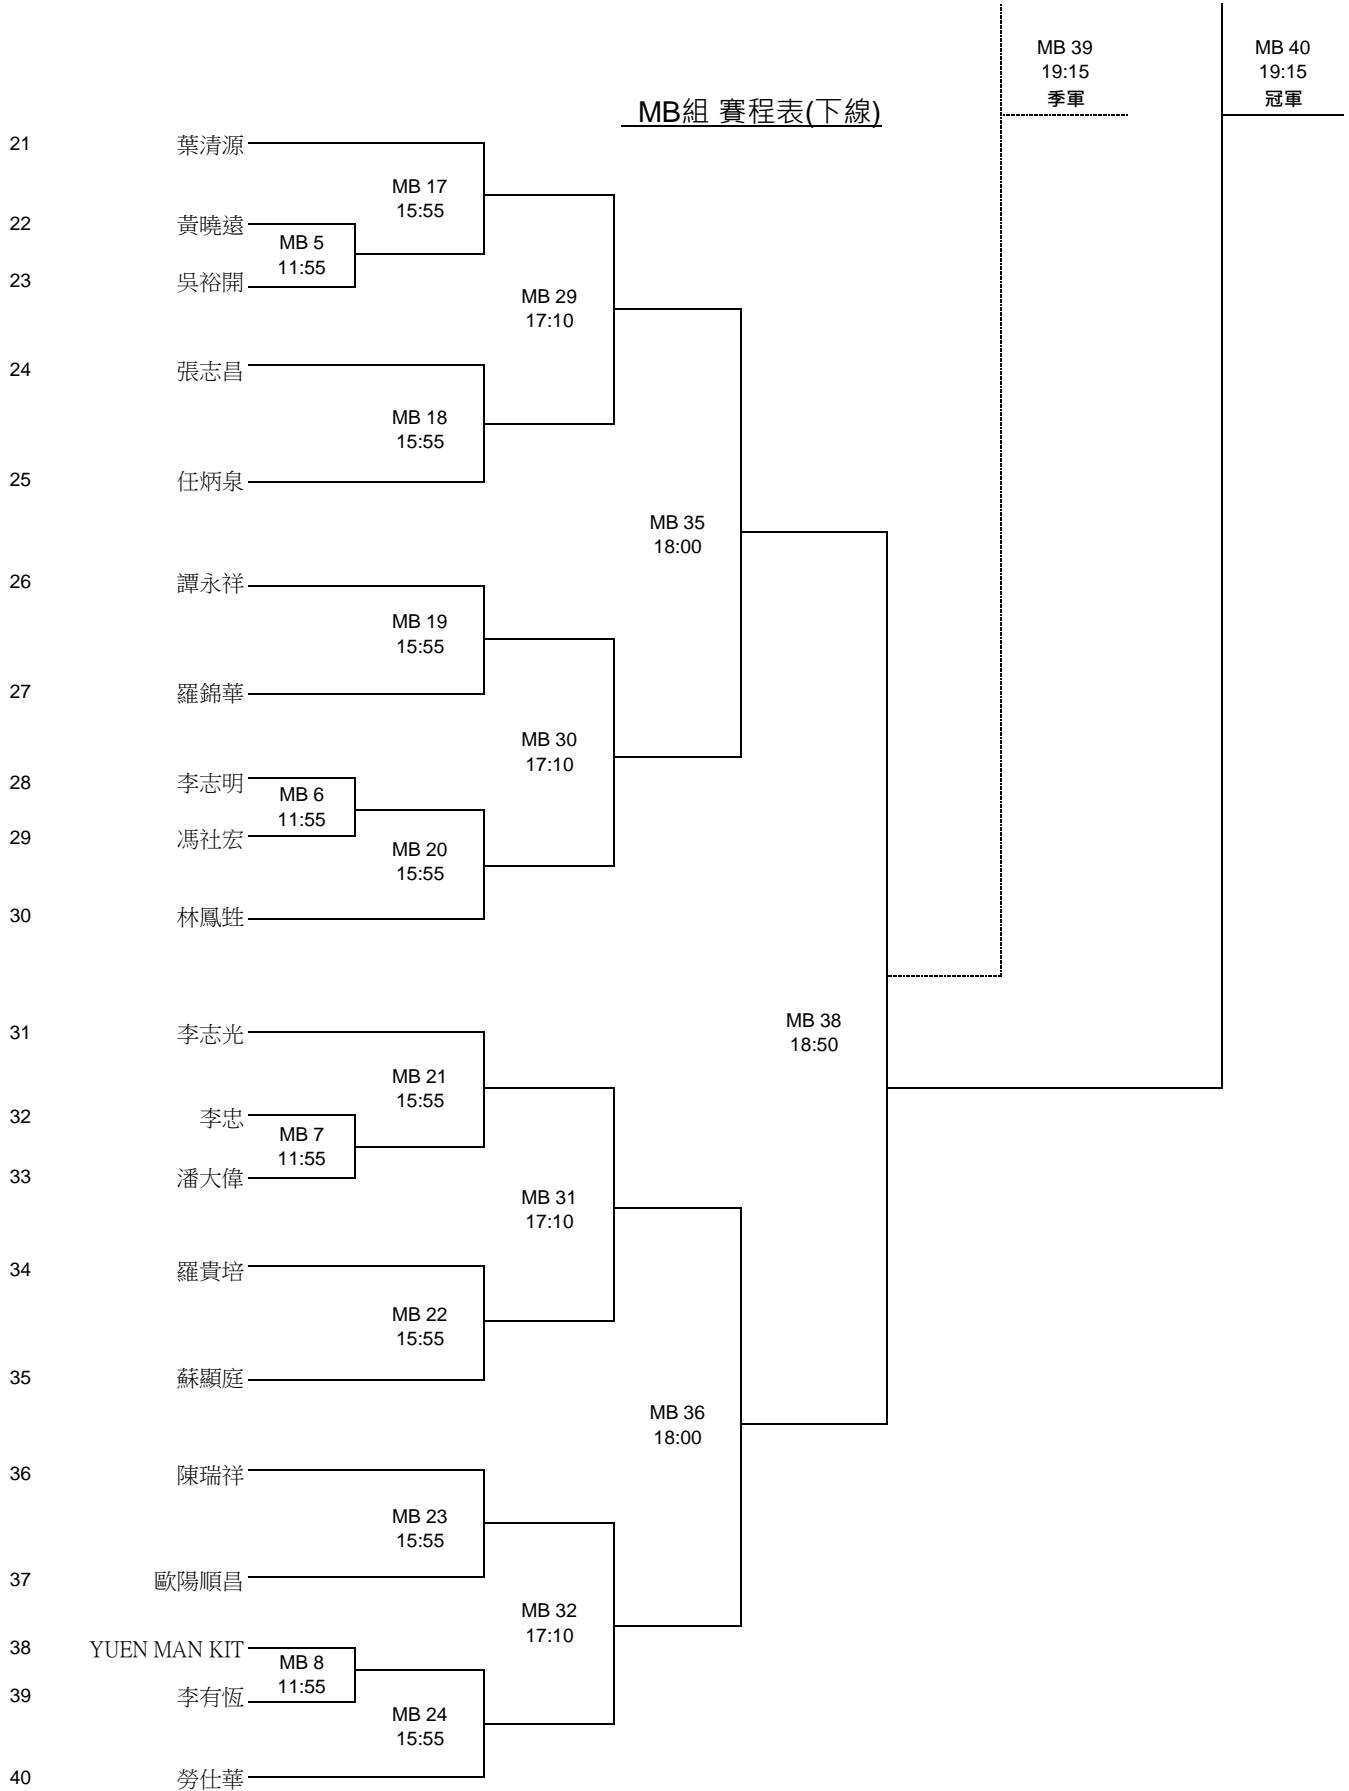 MB 39
19:15
季軍
MB 40
19:15
冠軍
MB組 賽程表(下線)
21 葉清源
MB 17
15:55
22 黃曉遠
MB 5
11:55
23 吳裕開
MB 29
17:10
24 張志昌
MB 18
15:55
25 任炳泉
MB 35
18:00
26 譚永祥
MB 19
15:55
27 羅錦華
MB 30
17:10
28 李志明
MB 6
11:55
29 馮社宏
MB 20
15:55
30 林鳳甡
MB 38
18:50
31 李志光
MB 21
15:55
32 李忠
MB 7
11:55
33 潘大偉
MB 31
17:10
34 羅貴培
MB 22
15:55
35 蘇顯庭
MB 36
18:00
36 陳瑞祥
MB 23
15:55
37 歐陽順昌
MB 32
17:10
38 YUEN MAN KIT
MB 8
11:55
39 李有恆
MB 24
15:55
40 勞仕華